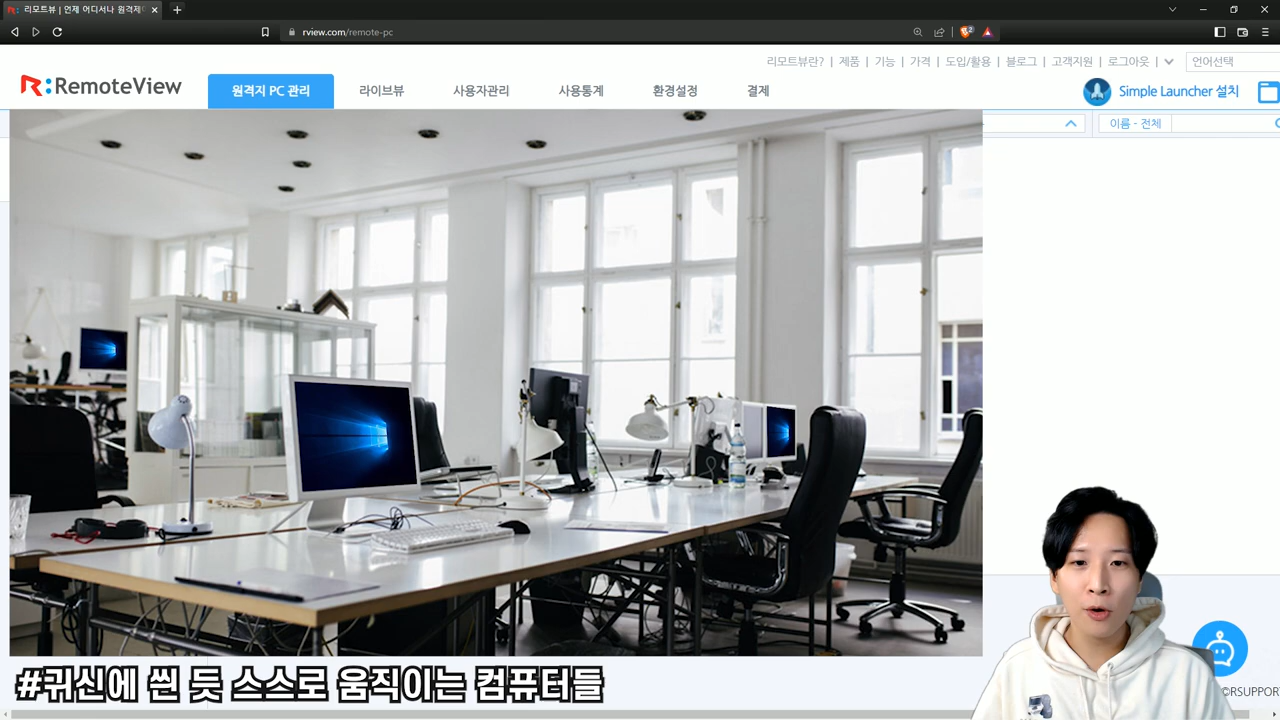 리모트뷰 | 언제 어디서나 원격제어
rview.com/remote-pc
2
리모트뷰란? | 제품 | 기능 | 가격 | 도입/활용 | 블로그 | 고객지원 | 로그아웃 |
언어선택
RemoteView
원격지 PC 관리
라이브뷰
사용자관리
사용통계
환경설정
결제
Simple Launcher 설치
이름 - 전체
©RSUPPOR
#귀신에 씐 듯 스스로 움직이는 컴퓨터들